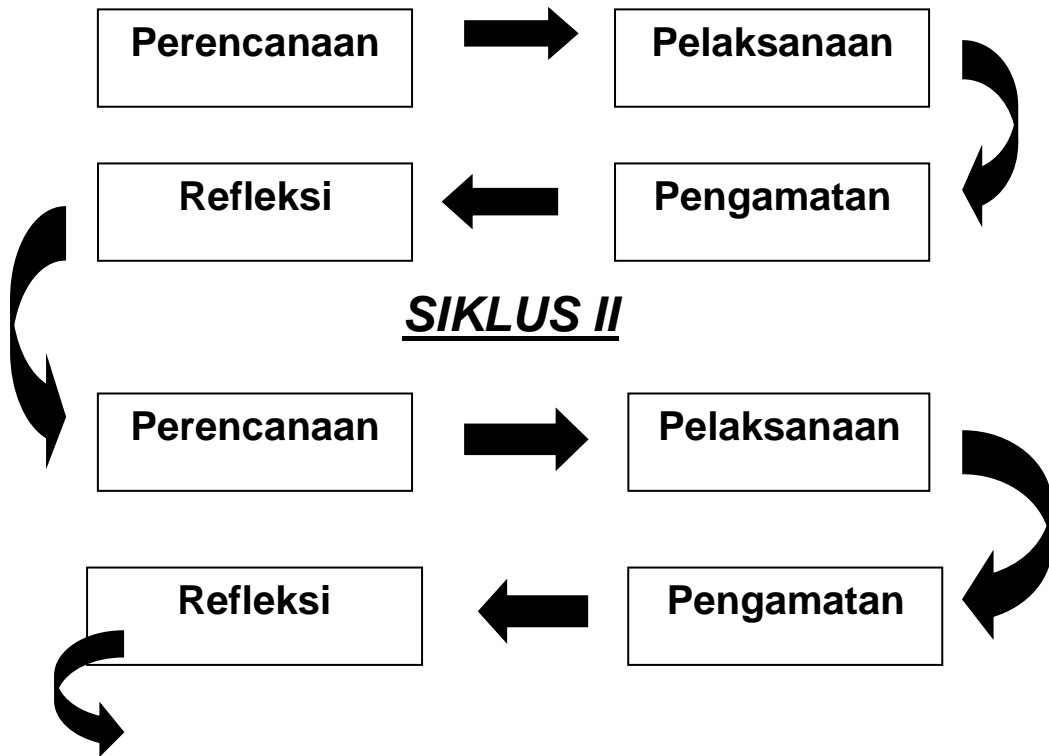 Perencanaan
Pelaksanaan
Refleksi
Pengamatan
SIKLUS II
Perencanaan
Pelaksanaan
Refleksi
Pengamatan